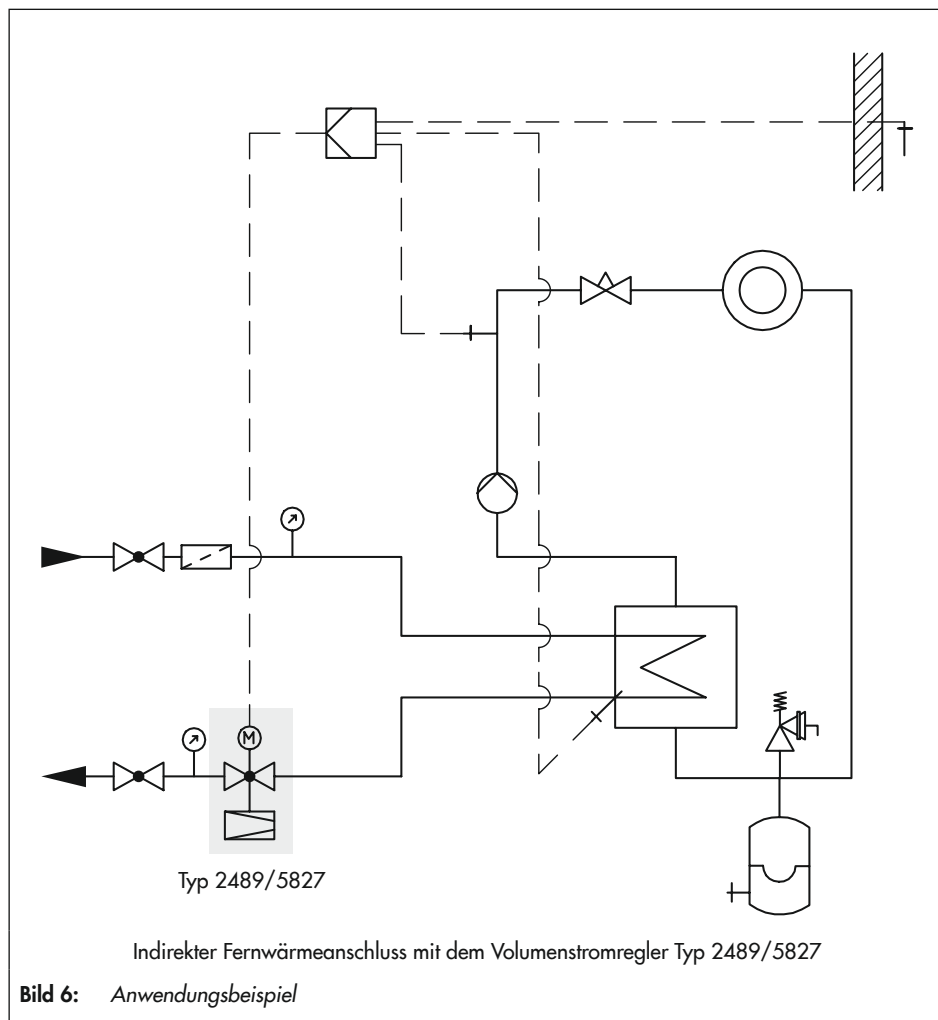 M
Typ 2489/5827
Indirekter Fernwärmeanschluss mit dem Volumenstromregler Typ 2489/5827
Bild 6: Anwendungsbeispiel